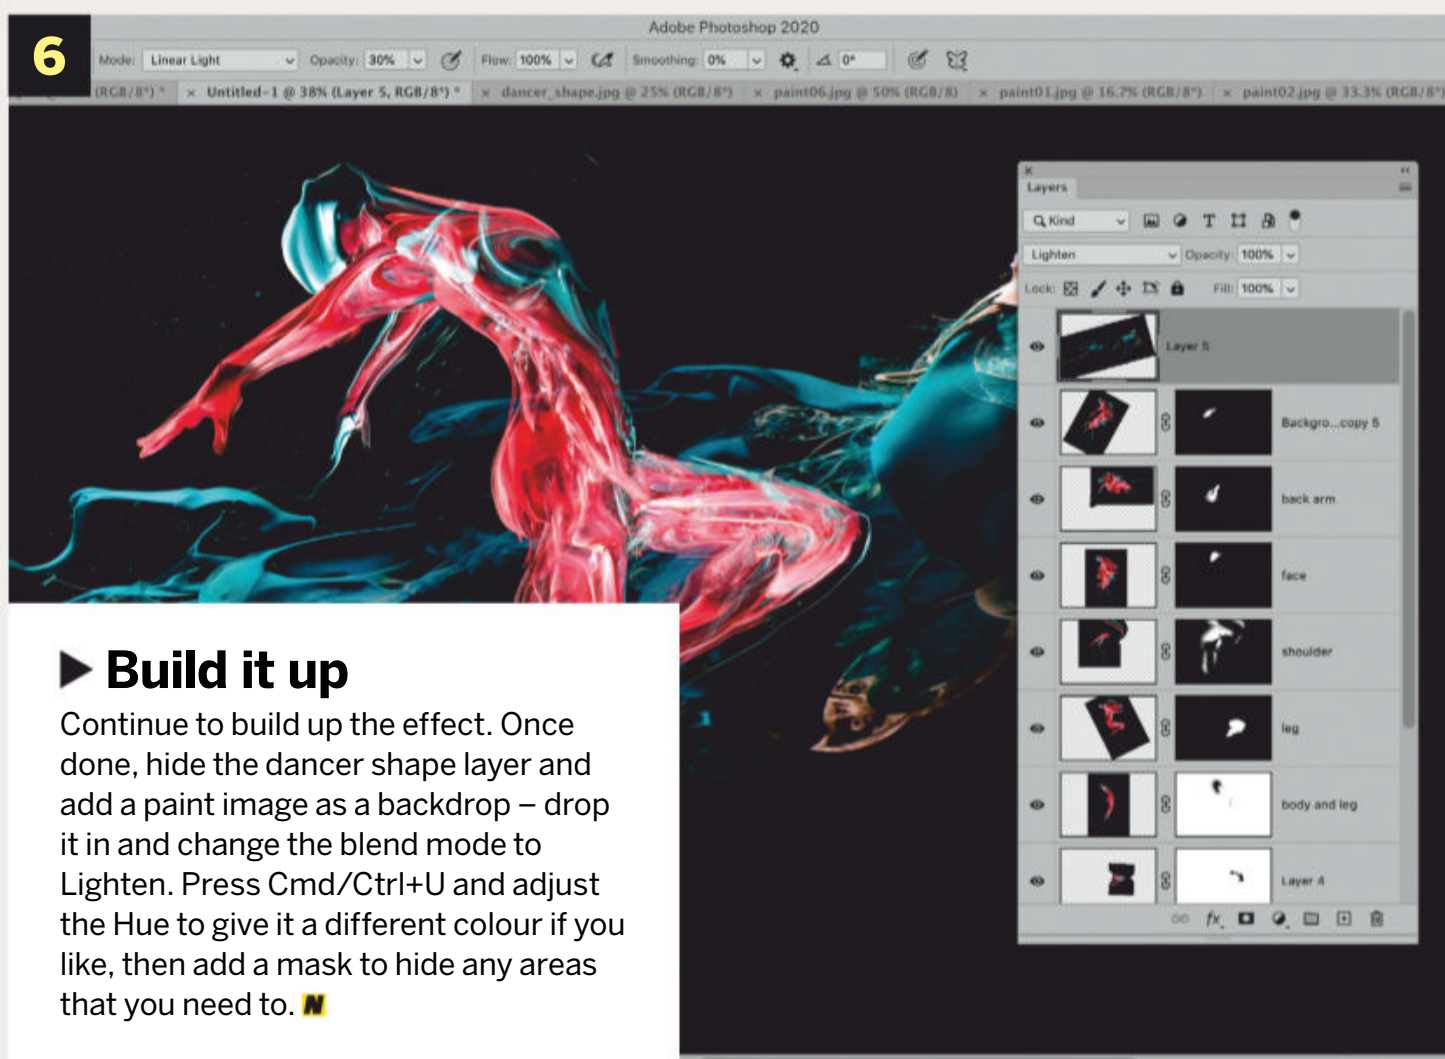 6
Adobe Photoshop 2020
Mode: Linear Light Opacity: 30% Flow: 100% Smoothing: 0% 0°
(RGB/8*) * × Untitled-1 @ 38% (Layer 5, RGB/8*) * × dancer_shape.jpg @ 25% (RGB/8*) × paint06.jpg @ 50% (RGB/8) × paint01.jpg @ 16.7% (RGB/8*) × paint02.jpg @ 33.3% (RGB/8*)
Layers
Kind
Lighten Opacity: 100%
Lock: Fill: 100%
Layer 5
Backgro...copy 5
back arm
face
shoulder
leg
body and leg
Layer 4
fx
Build it up
Continue to build up the effect. Once
done, hide the dancer shape layer and
add a paint image as a backdrop – drop
it in and change the blend mode to
Lighten. Press Cmd/Ctrl+U and adjust
the Hue to give it a different colour if you
like, then add a mask to hide any areas
that you need to. N